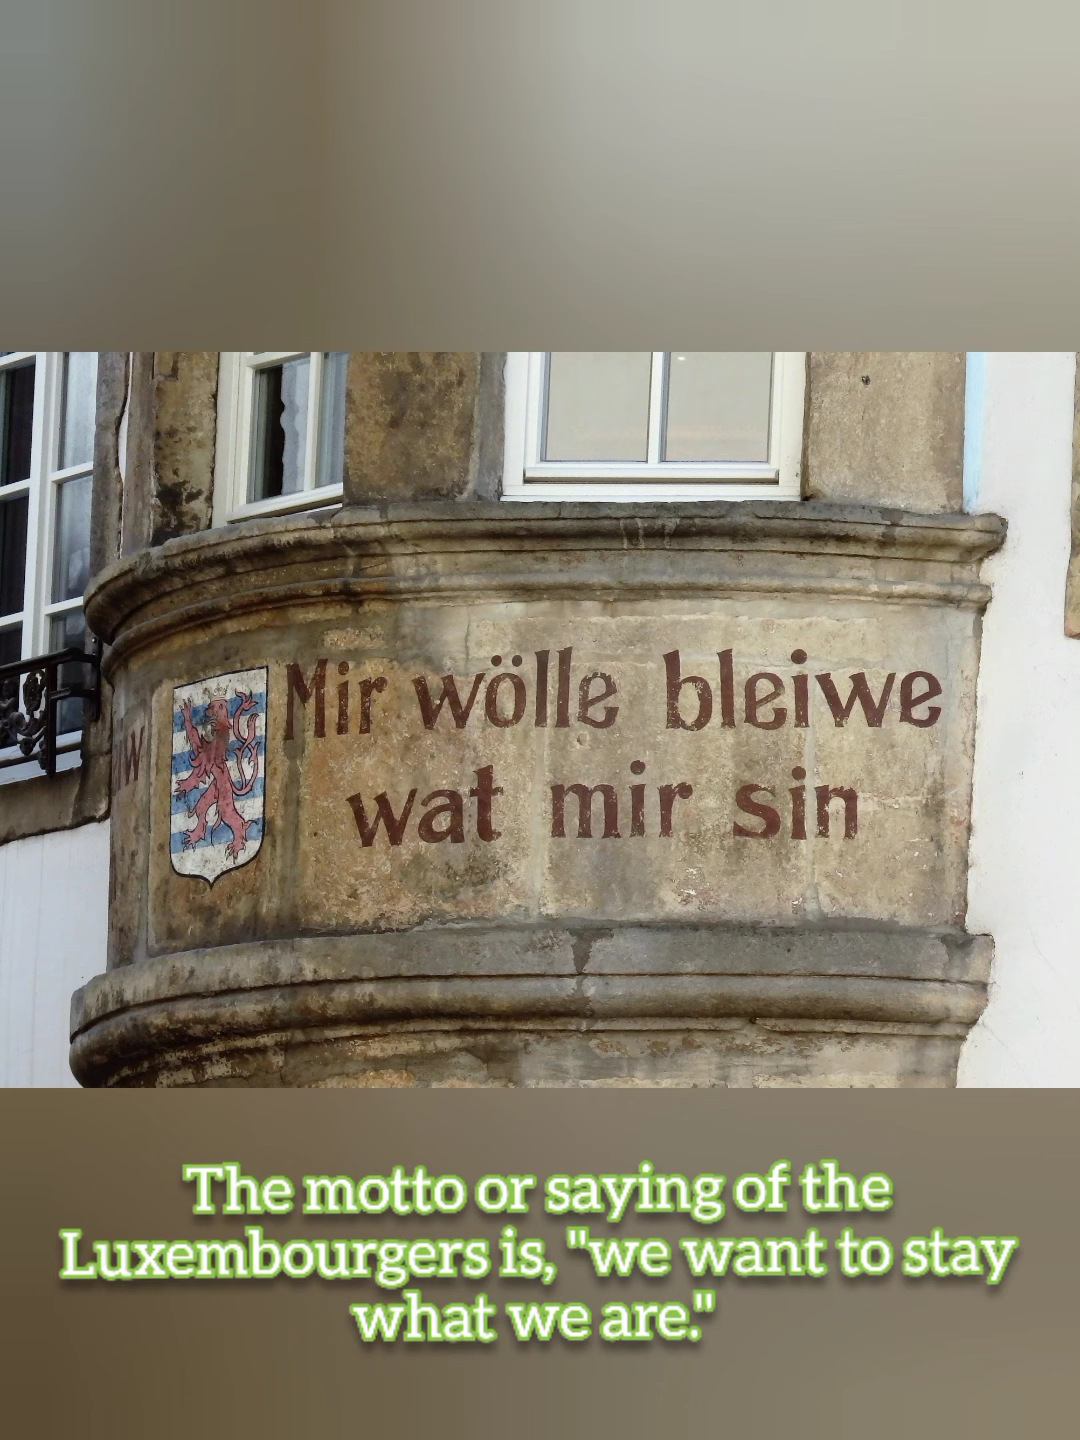 Mir wölle bleiwe
wat mir sin
The motto or saying of the
Luxembourgers is, "we want to stay
what we are."